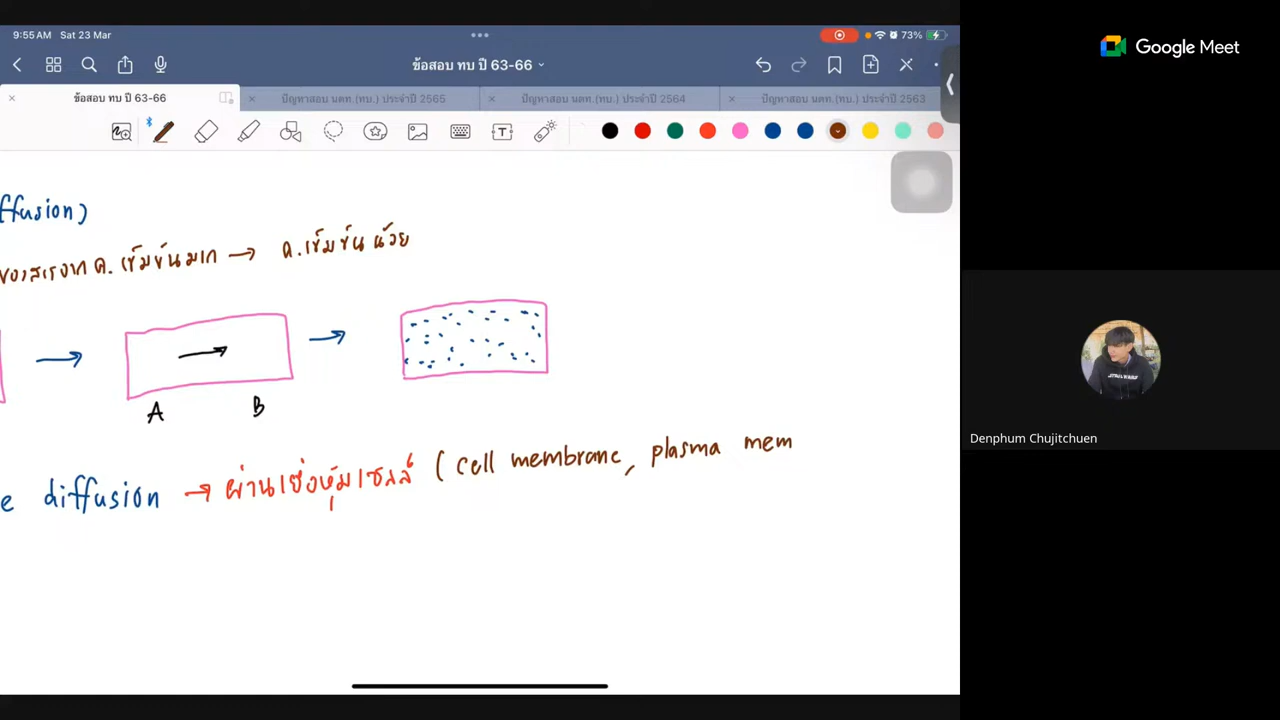 9:55 AM Sat 23 Mar
73%
Google Meet
ข้อสอบ ทบ ปี 63-66
ข้อสอบ ทบ ปี 63-66
ปัญหาสอบ นตท.(ทบ.) ประจำปี 2565
ปัญหาสอบ นตท.(ทบ.) ประจำปี 2564
ปัญหาสอบ นตท.(ทบ.) ประจำปี 2563
T
ffusion)
ของสารจาก ค. เข้มข้นมาก → ค.เข้มข้น น้อย
A B
e diffusion → ผ่านเยื่อหุ้มเซลล์ (cell membrane, plasma mem
Denphum Chujitchuen